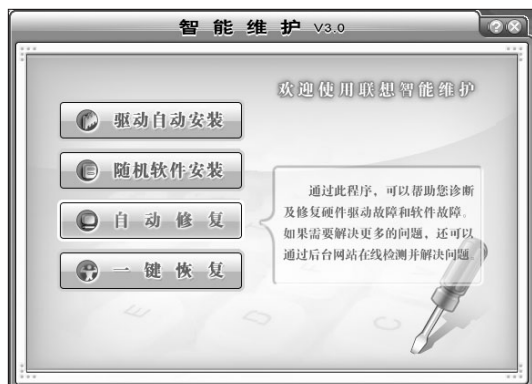 智能维护 V3.0
欢迎使用联想智能维护
驱动自动安装
随机软件安装
自动修复
一键恢复
通过此程序，可以帮助您诊断
及修复硬件驱动故障和软件故障。
如果需要解决更多的问题，还可以
通过后台网站在线检测并解决问题。